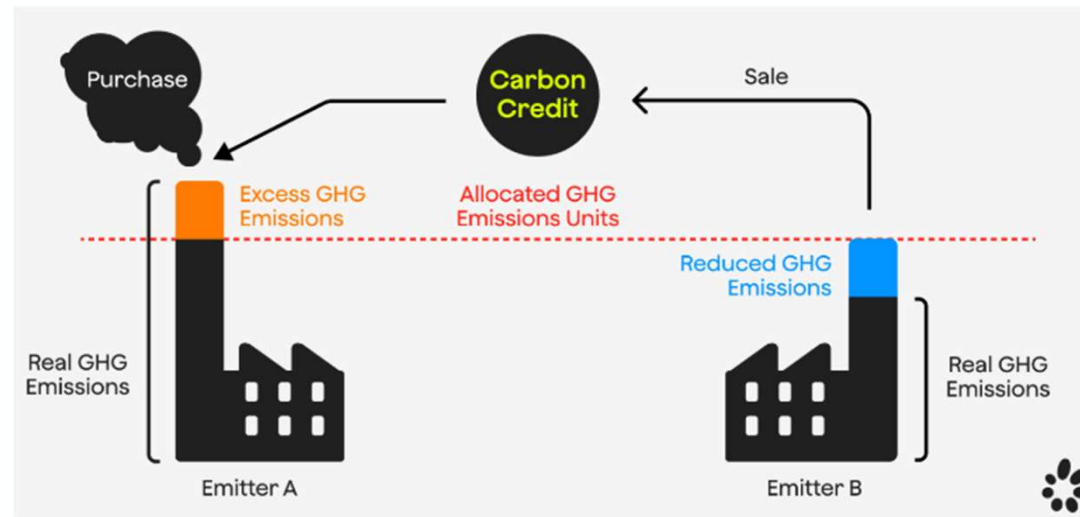 Purchase
Carbon
Credit
Sale
Excess GHG
Emissions
Allocated GHG
Emissions Units
Reduced GHG
Emissions
Real GHG
Emissions
Real GHG
Emissions
Emitter A
Emitter B